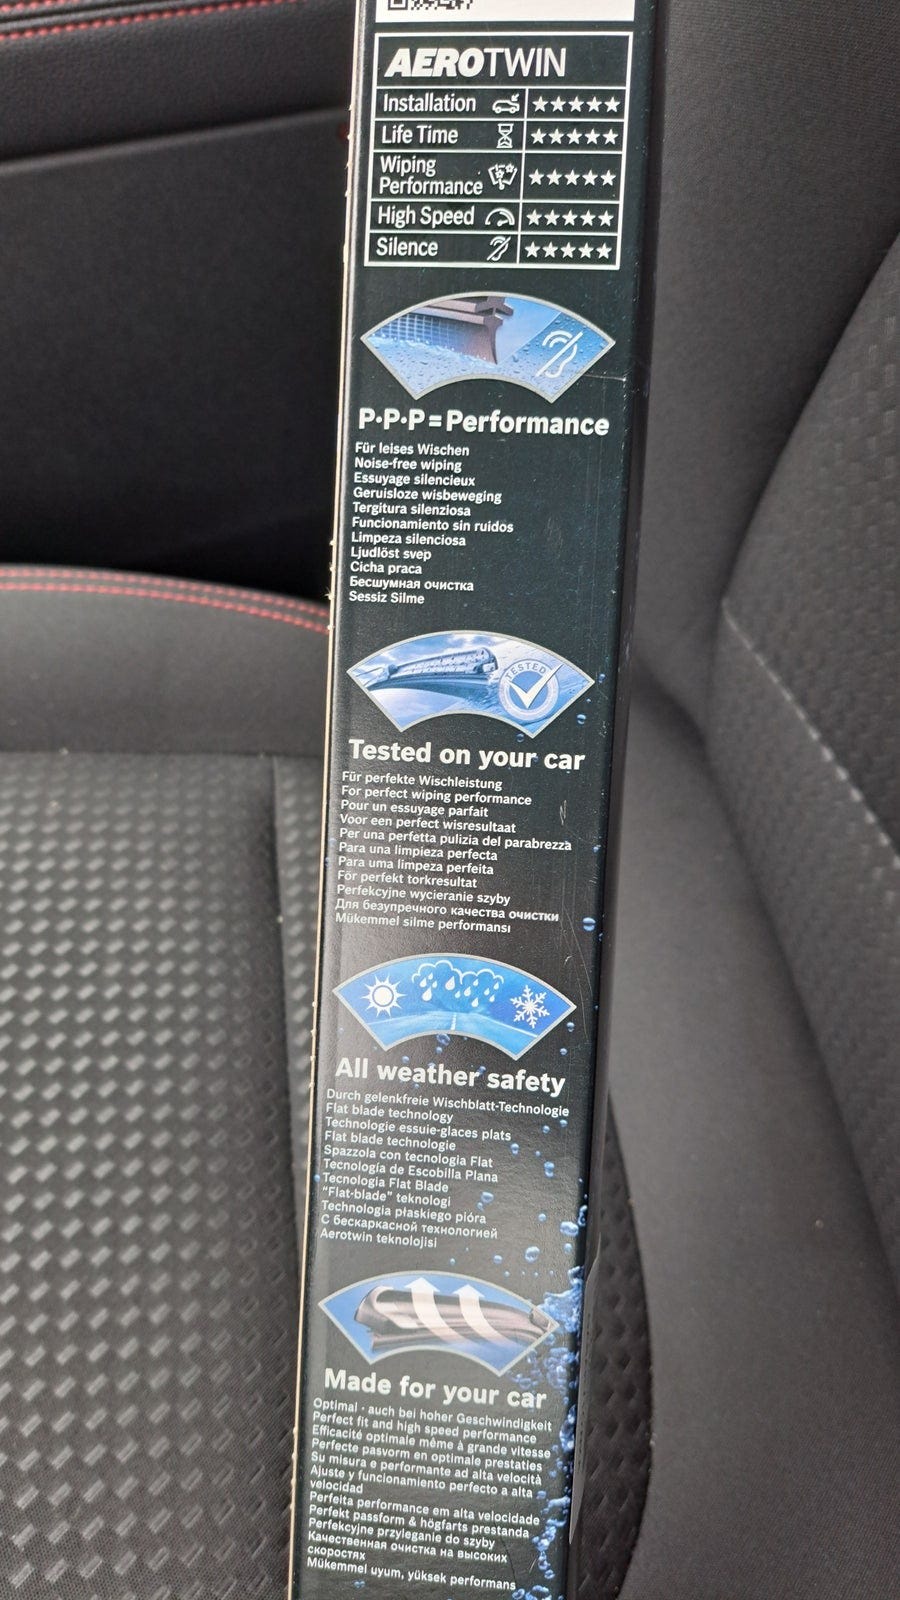 AEROTWIN
Installation ★★★★★
Life Time ★★★★★
Wiping
Performance ★★★★★
High Speed ★★★★★
Silence ★★★★★
P·P·P=Performance
Für leises Wischen
Noise-free wiping
Essuyage silencieux
Geruisloze wisbeweging
Tergitura silenziosa
Funcionamiento sin ruidos
Limpeza silenciosa
Ljudlöst svep
Cicha praca
Бесшумная очистка
Sessiz Silme
TESTED
Tested on your car
Für perfekte Wischleistung
For perfect wiping performance
Pour un essuyage parfait
Voor een perfect wisresultaat
Per una perfetta pulizia del parabrezza
Para una limpieza perfecta
Para uma limpeza perfeita
För perfekt torkresultat
Perfekcyjne wycieranie szyby
Для безупречного качества очистки
Mükemmel silme performansı
All weather safety
Durch gelenkfreie Wischblatt-Technologie
Flat blade technology
Technologie essuie-glaces plats
Flat blade technologie
Spazzola con tecnologia Flat
Tecnología de Escobilla Plana
Tecnologia Flat Blade
"Flat-blade" teknologi
Technologia płaskiego pióra
С бескаркасной технологией
Aerotwin teknolojisi
Made for your car
Optimal - auch bei hoher Geschwindigkeit
Perfect fit and high speed performance
Efficacité optimale même à grande vitesse
Perfecte pasvorm en optimale prestaties
Su misura e performante ad alta velocità
Ajuste y funcionamiento perfecto a alta
velocidad
Perfeita performance em alta velocidade
Perfekt passform & högfarts prestanda
Perfekcyjne przyleganie do szyby
Качественная очистка на высоких
скоростях
Mükemmel uyum, yüksek performans